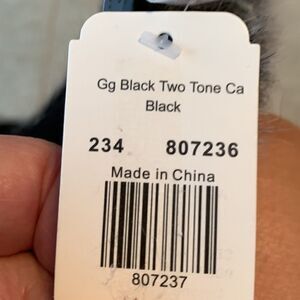 Gg Black Two Tone Ca
Black
234 807236
Made in China
807237